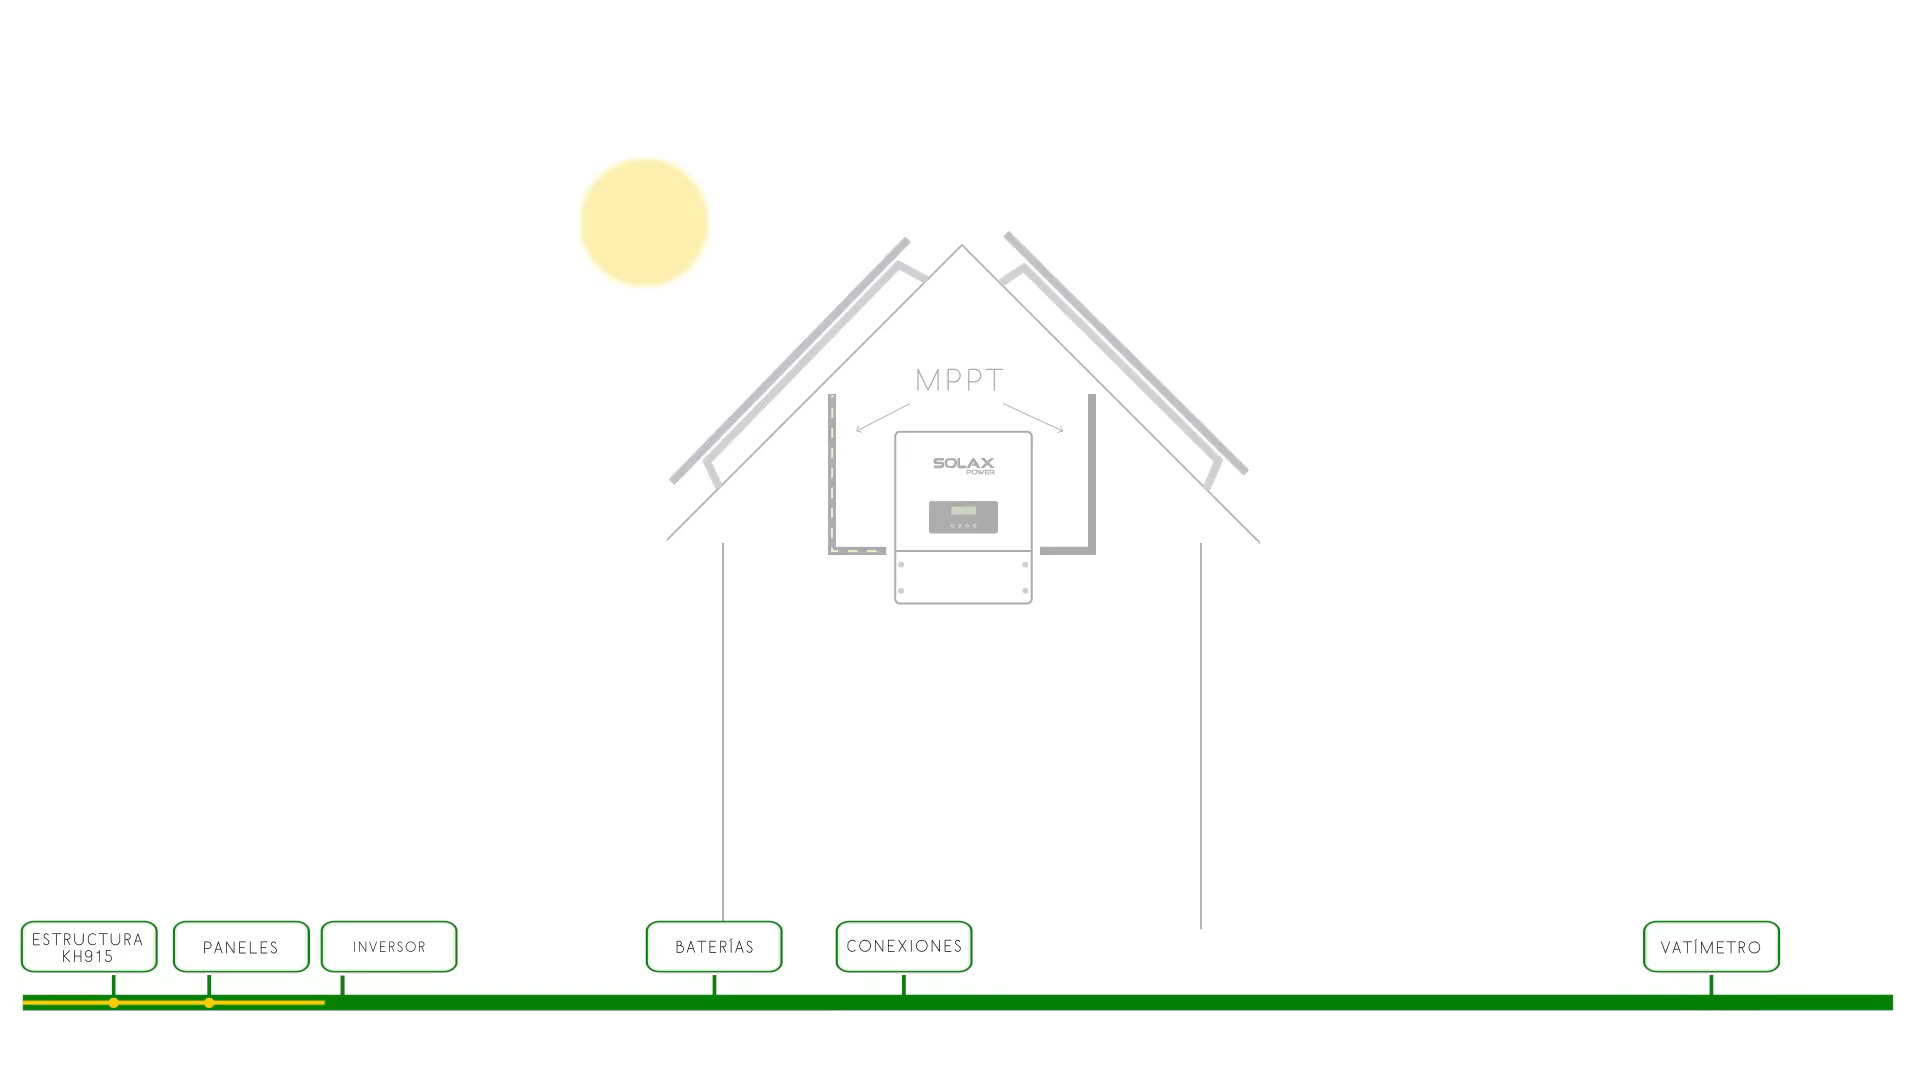 MPPT
SOLAX
POWER
ESTRUCTURA
KH915
PANELES
INVERSOR
BATERÍAS
CONEXIONES
VATÍMETRO